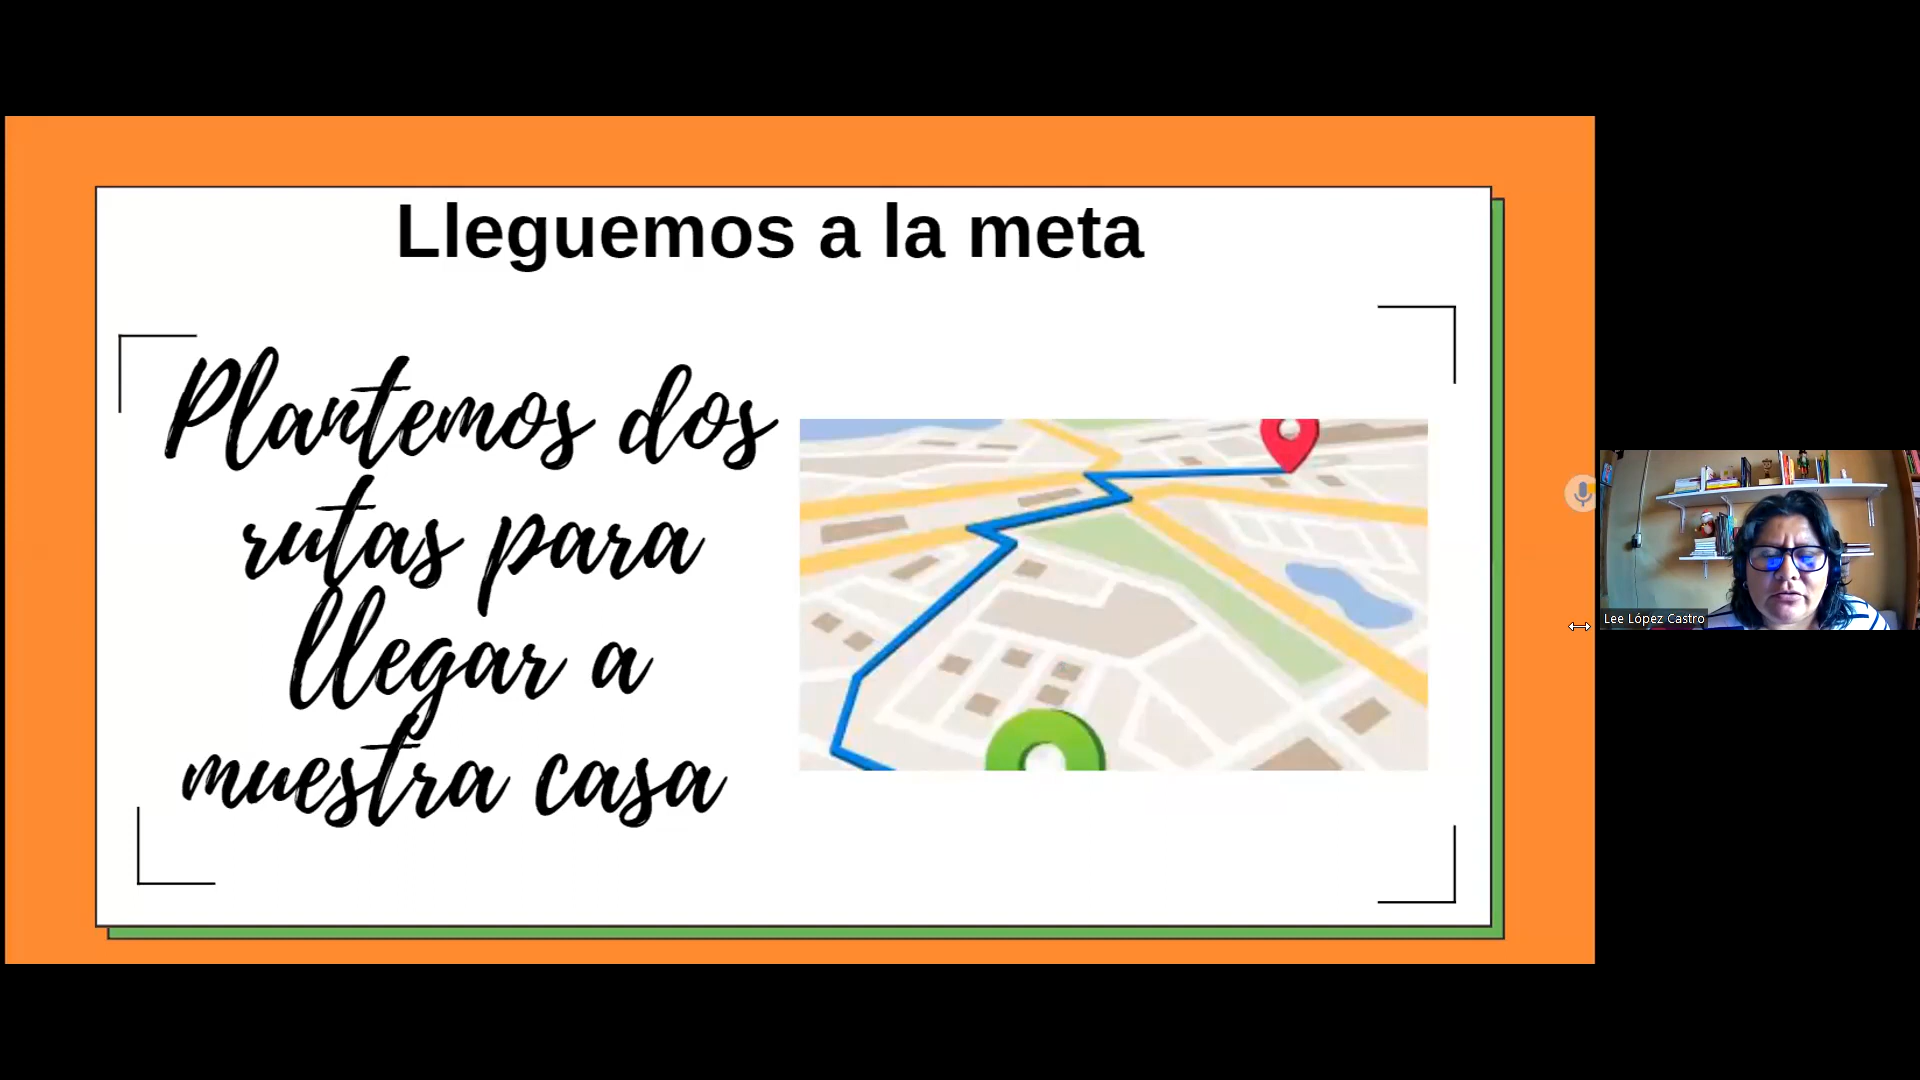 Lleguemos a la meta
Plantemos dos
rutas para
llegar a
muestra casa
Lee López Castro